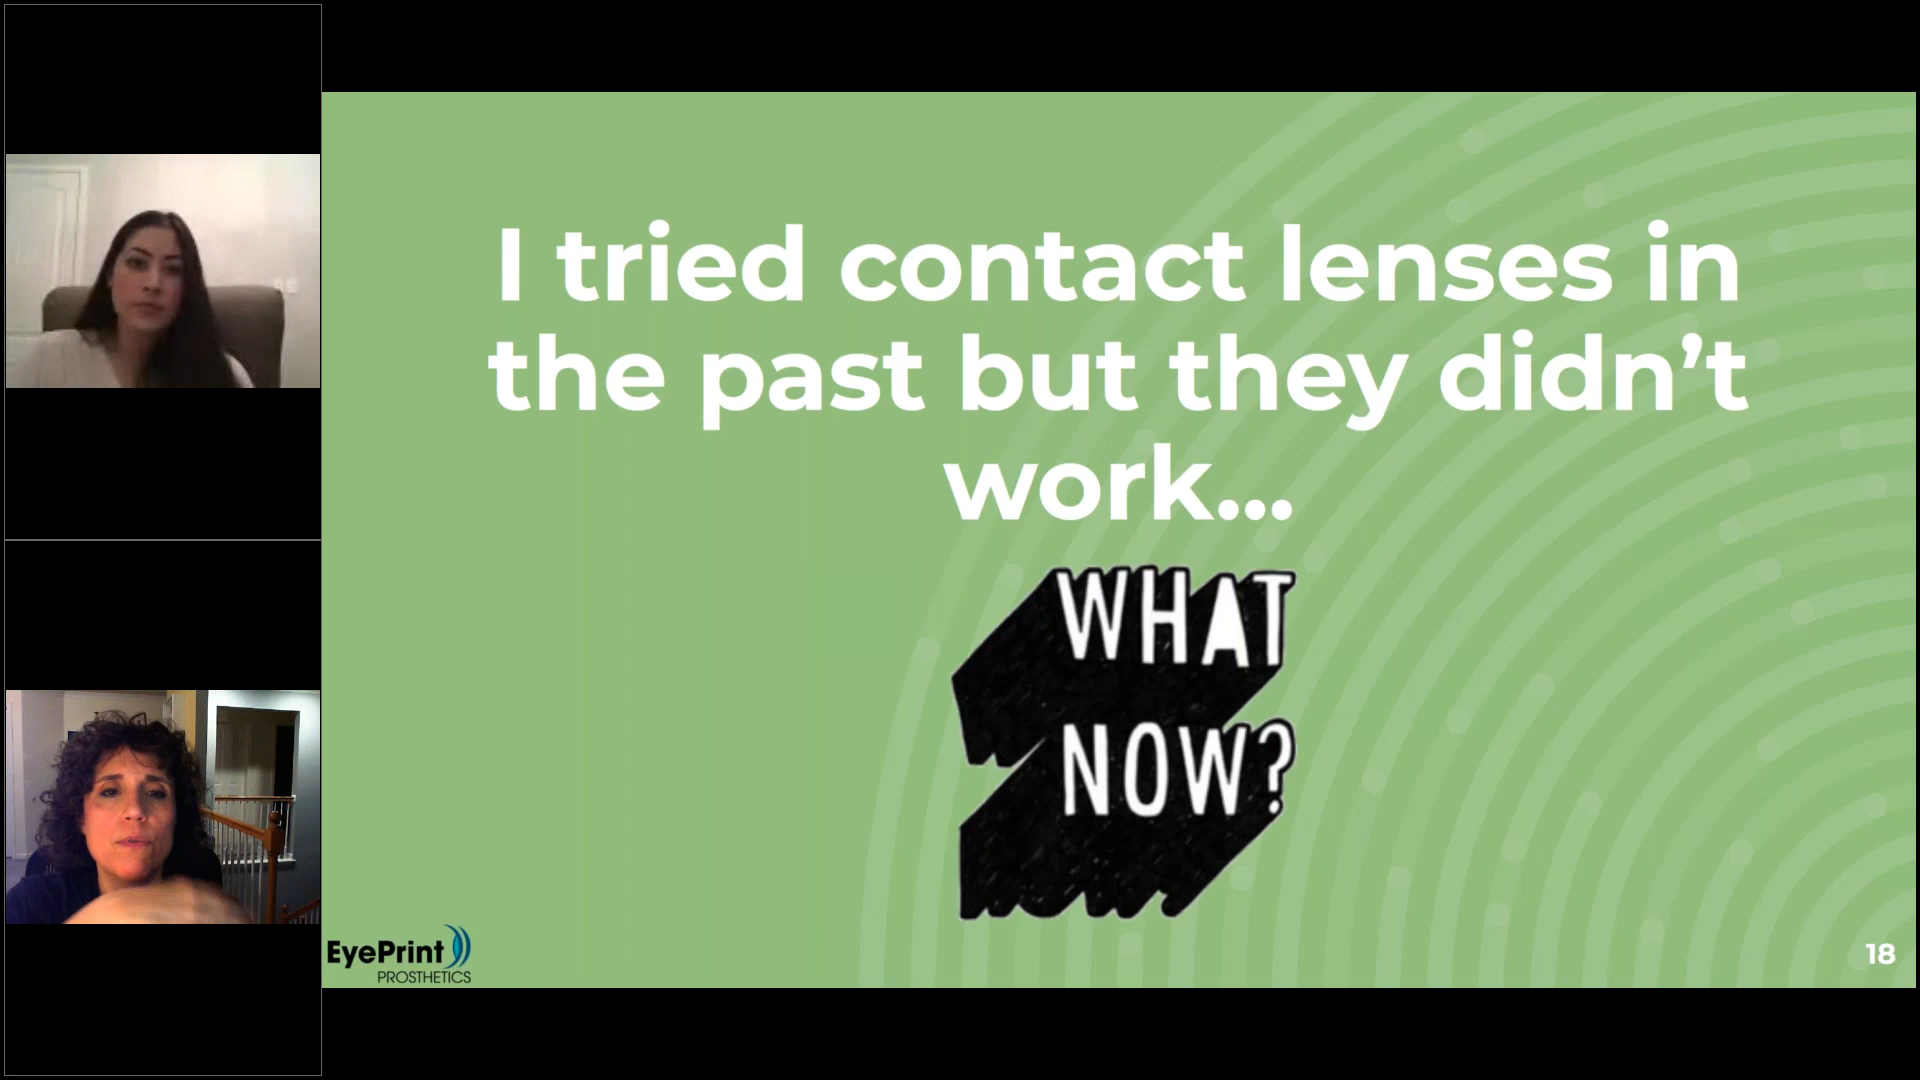 I tried contact lenses in
the past but they didn’t
work...
WHAT
NOW?
EyePrint
PROSTHETICS
18